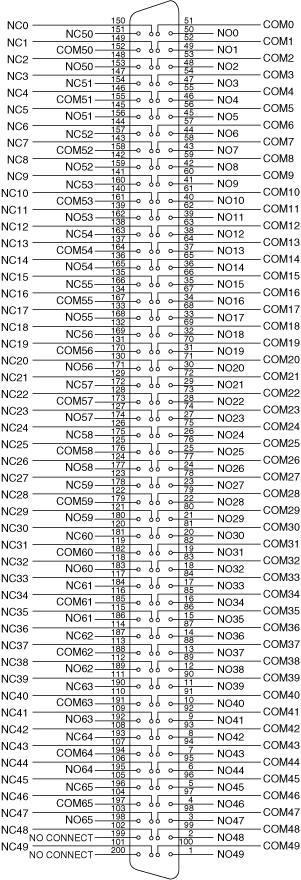 NC0 150 51 COM0
NC50 151 50 NO0
NC1 149 52 COM1
COM50 152 49 NO1
NC2 148 53 COM2
NO50 153 48 NO2
NC3 147 54 COM3
NC51 154 47 NO3
NC4 146 55 COM4
COM51 155 46 NO4
NC5 145 56 COM5
NO51 156 45 NO5
NC6 144 57 COM6
NC52 157 44 NO6
NC7 143 58 COM7
COM52 158 43 NO7
NC8 142 59 COM8
NO52 159 42 NO8
NC9 141 60 COM9
NC53 160 41 NO9
NC10 140 61 COM10
COM53 161 40 NO10
NC11 139 62 COM11
NO53 162 39 NO11
NC12 138 63 COM12
NC54 163 38 NO12
NC13 137 64 COM13
COM54 164 37 NO13
NC14 136 65 COM14
NO54 165 36 NO14
NC15 135 66 COM15
NC55 166 35 NO15
NC16 134 67 COM16
COM55 167 34 NO16
NC17 133 68 COM17
NO55 168 33 NO17
NC18 132 69 COM18
NC56 169 32 NO18
NC19 131 70 COM19
COM56 170 31 NO19
NC20 130 71 COM20
NO56 171 30 NO20
NC21 129 72 COM21
NC57 172 29 NO21
NC22 128 73 COM22
COM57 173 28 NO22
NC23 127 74 COM23
NO57 174 27 NO23
NC24 126 75 COM24
NC58 175 26 NO24
NC25 125 76 COM25
COM58 176 25 NO25
NC26 124 77 COM26
NO58 177 24 NO26
NC27 123 78 COM27
NC59 178 23 NO27
NC28 122 79 COM28
COM59 179 22 NO28
NC29 121 80 COM29
NO59 180 21 NO29
NC30 120 81 COM30
NC60 181 20 NO30
NC31 119 82 COM31
COM60 182 19 NO31
NC32 118 83 COM32
NO60 183 18 NO32
NC33 117 84 COM33
NC61 184 17 NO33
NC34 116 85 COM34
COM61 185 16 NO34
NC35 115 86 COM35
NO61 186 15 NO35
NC36 114 87 COM36
NC62 187 14 NO36
NC37 113 88 COM37
COM62 188 13 NO37
NC38 112 89 COM38
NO62 189 12 NO38
NC39 111 90 COM39
NC63 190 11 NO39
NC40 110 91 COM40
COM63 191 10 NO40
NC41 109 92 COM41
NO63 192 9 NO41
NC42 108 93 COM42
NC64 193 8 NO42
NC43 107 94 COM43
COM64 194 7 NO43
NC44 106 95 COM44
NO64 195 6 NO44
NC45 105 96 COM45
NC65 196 5 NO45
NC46 104 97 COM46
COM65 197 4 NO46
NC47 103 98 COM47
NO65 198 3 NO47
NC48 102 99 COM48
NO CONNECT 199 2 NO48
NC49 101 100 COM49
NO CONNECT 200 1 NO49